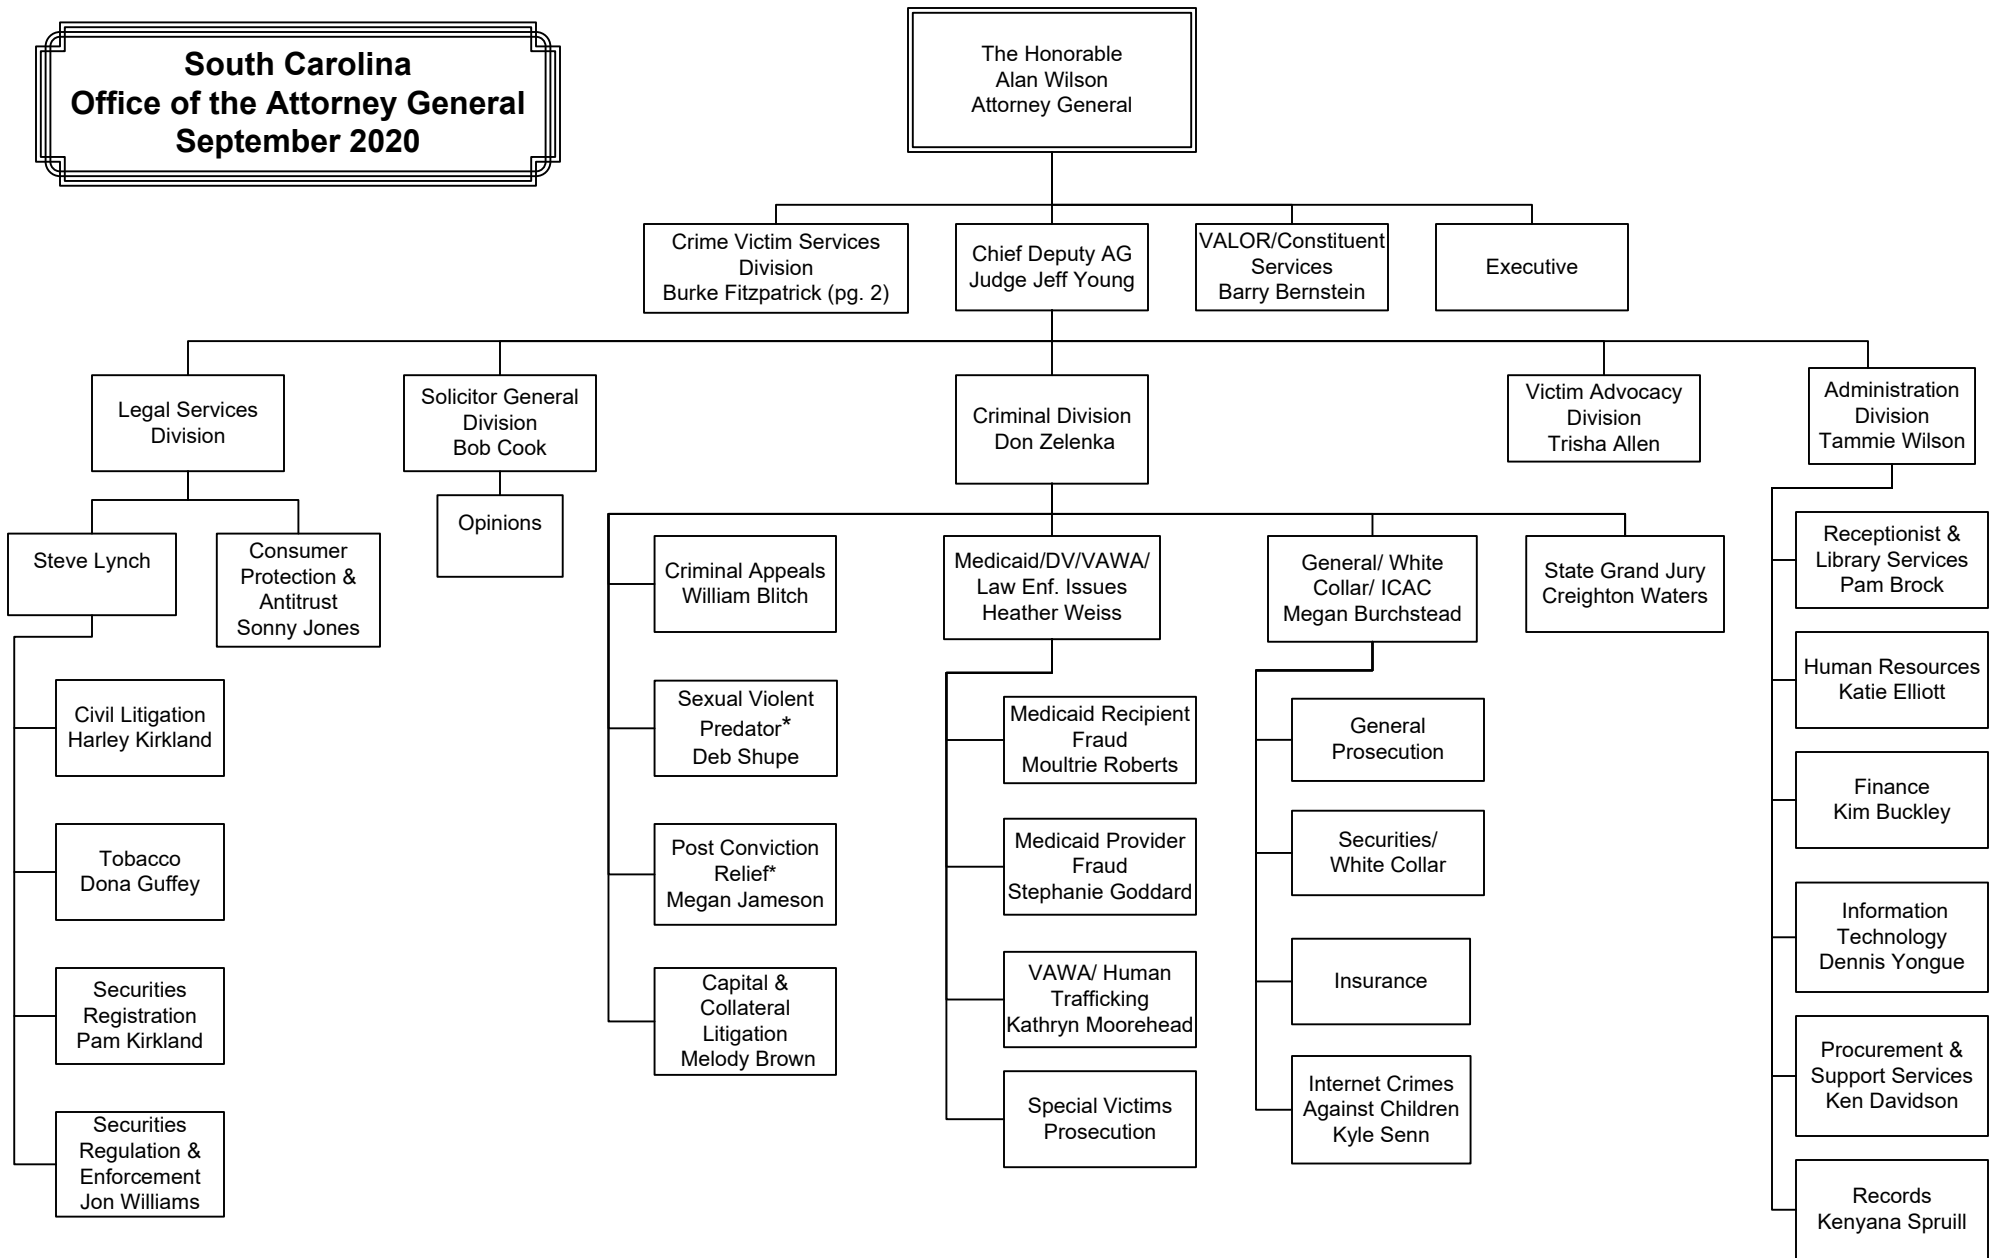 South Carolina
Office of the Attorney General
September 2020
The Honorable
Alan Wilson
Attorney General
Crime Victim Services
Division
Burke Fitzpatrick (pg. 2)
Chief Deputy AG
Judge Jeff Young
VALOR/Constituent
Services
Barry Bernstein
Executive
Legal Services
Division
Solicitor General
Division
Bob Cook
Criminal Division
Don Zelenka
Victim Advocacy
Division
Trisha Allen
Administration
Division
Tammie Wilson
Steve Lynch
Consumer
Protection &
Antitrust
Sonny Jones
Civil Litigation
Harley Kirkland
Tobacco
Dona Guffey
Securities
Registration
Pam Kirkland
Securities
Regulation &
Enforcement
Jon Williams
Opinions
Criminal Appeals
William Blitch
Sexual Violent
Predator*
Deb Shupe
Post Conviction
Relief*
Megan Jameson
Capital &
Collateral
Litigation
Melody Brown
Medicaid/DV/VAWA/
Law Enf. Issues
Heather Weiss
Medicaid Recipient
Fraud
Moultrie Roberts
Medicaid Provider
Fraud
Stephanie Goddard
VAWA/ Human
Trafficking
Kathryn Moorehead
Special Victims
Prosecution
General/ White
Collar/ ICAC
Megan Burchstead
General
Prosecution
Securities/
White Collar
Insurance
Internet Crimes
Against Children
Kyle Senn
State Grand Jury
Creighton Waters
Receptionist &
Library Services
Pam Brock
Human Resources
Katie Elliott
Finance
Kim Buckley
Information
Technology
Dennis Yongue
Procurement &
Support Services
Ken Davidson
Records
Kenyana Spruill